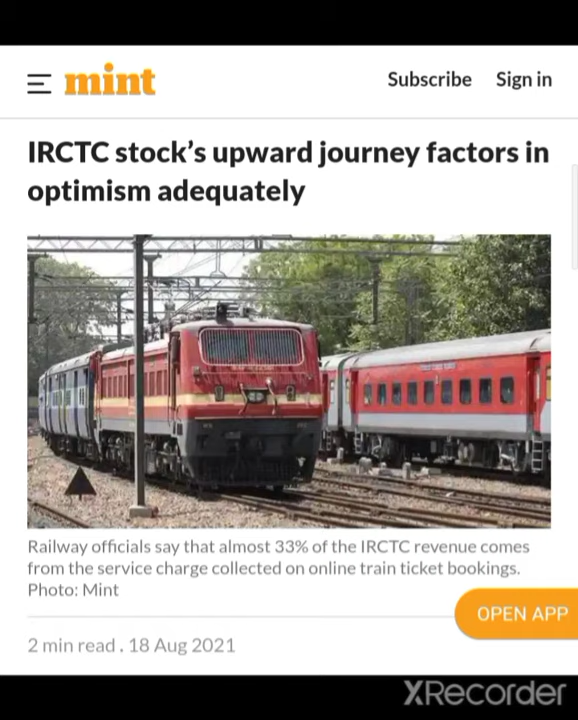 mint
Subscribe Sign in
IRCTC stock’s upward journey factors in
optimism adequately
Railway officials say that almost 33% of the IRCTC revenue comes
from the service charge collected on online train ticket bookings.
Photo: Mint
OPEN APP
2 min read . 18 Aug 2021
XRecorder